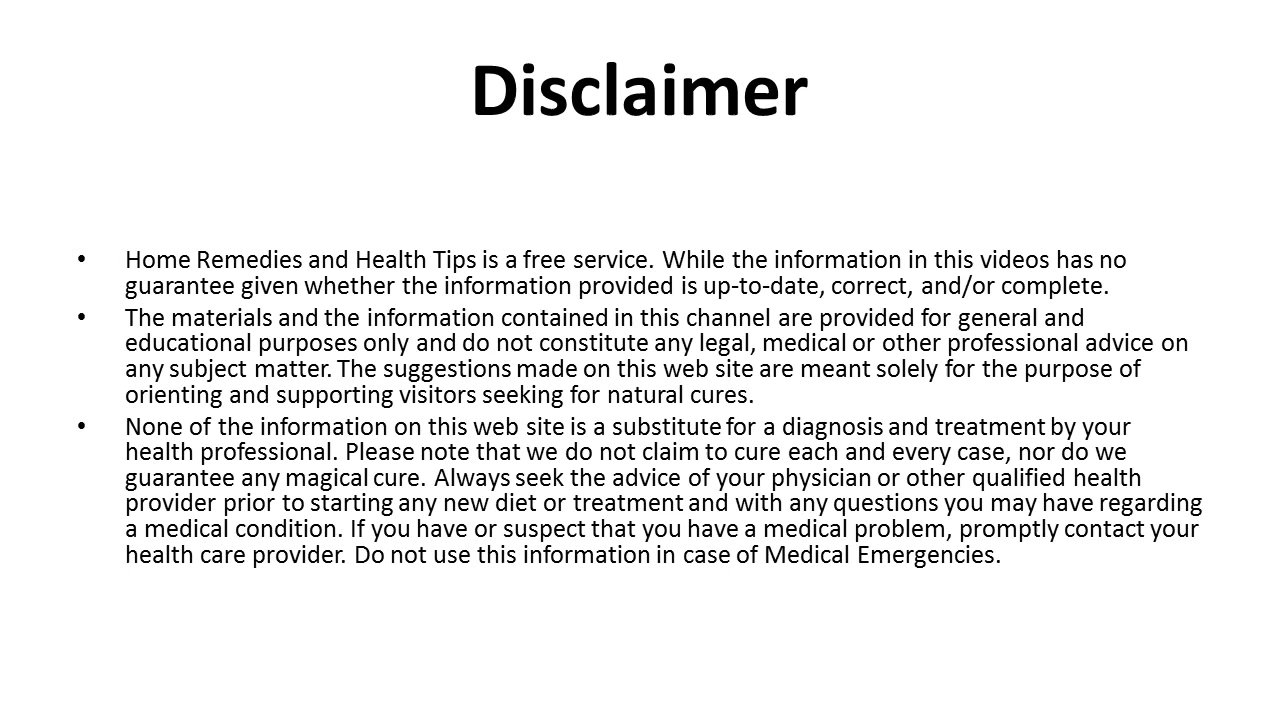 Disclaimer
• Home Remedies and Health Tips is a free service. While the information in this videos has no
guarantee given whether the information provided is up-to-date, correct, and/or complete.
• The materials and the information contained in this channel are provided for general and
educational purposes only and do not constitute any legal, medical or other professional advice on
any subject matter. The suggestions made on this web site are meant solely for the purpose of
orienting and supporting visitors seeking for natural cures.
• None of the information on this web site is a substitute for a diagnosis and treatment by your
health professional. Please note that we do not claim to cure each and every case, nor do we
guarantee any magical cure. Always seek the advice of your physician or other qualified health
provider prior to starting any new diet or treatment and with any questions you may have regarding
a medical condition. If you have or suspect that you have a medical problem, promptly contact your
health care provider. Do not use this information in case of Medical Emergencies.